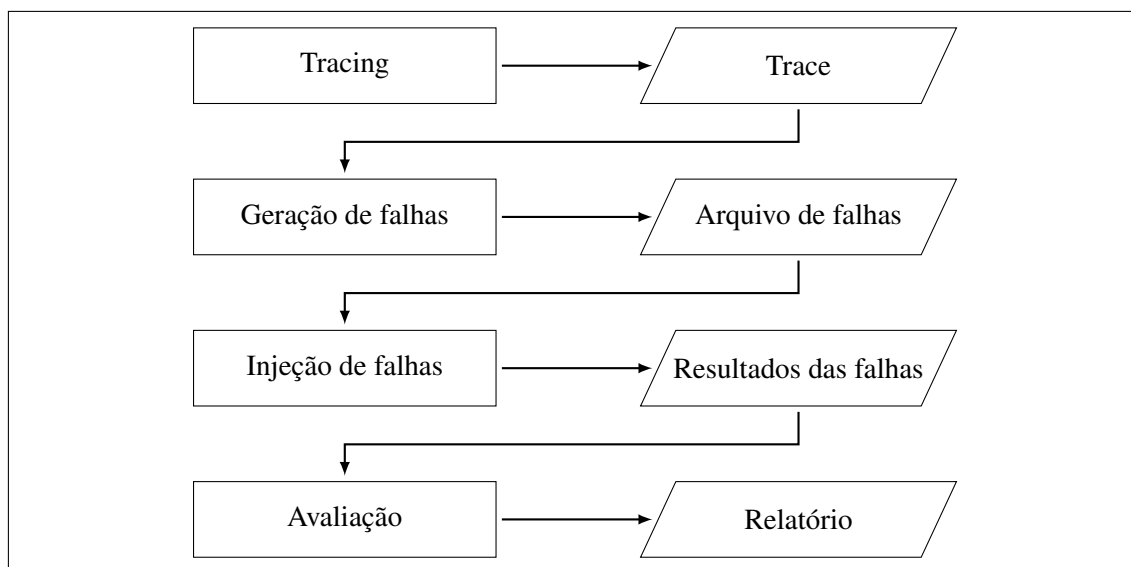 Tracing
Trace
Geração de falhas
Arquivo de falhas
Injeção de falhas
Resultados das falhas
Avaliação
Relatório